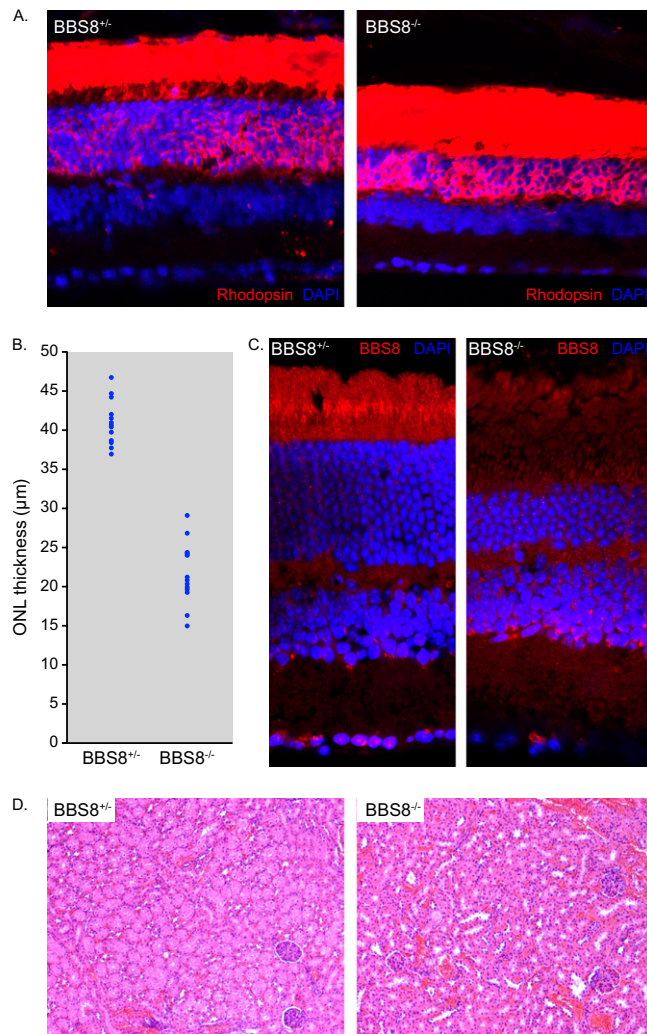 A.
BBS8+/-
BBS8-/-
Rhodopsin DAPI
Rhodopsin DAPI
B.
50
45
40
35
30
25
20
15
10
5
0
ONL thickness (µm)
BBS8+/- BBS8-/-
C.
BBS8+/- BBS8 DAPI
BBS8-/- BBS8 DAPI
D.
BBS8+/-
BBS8-/-